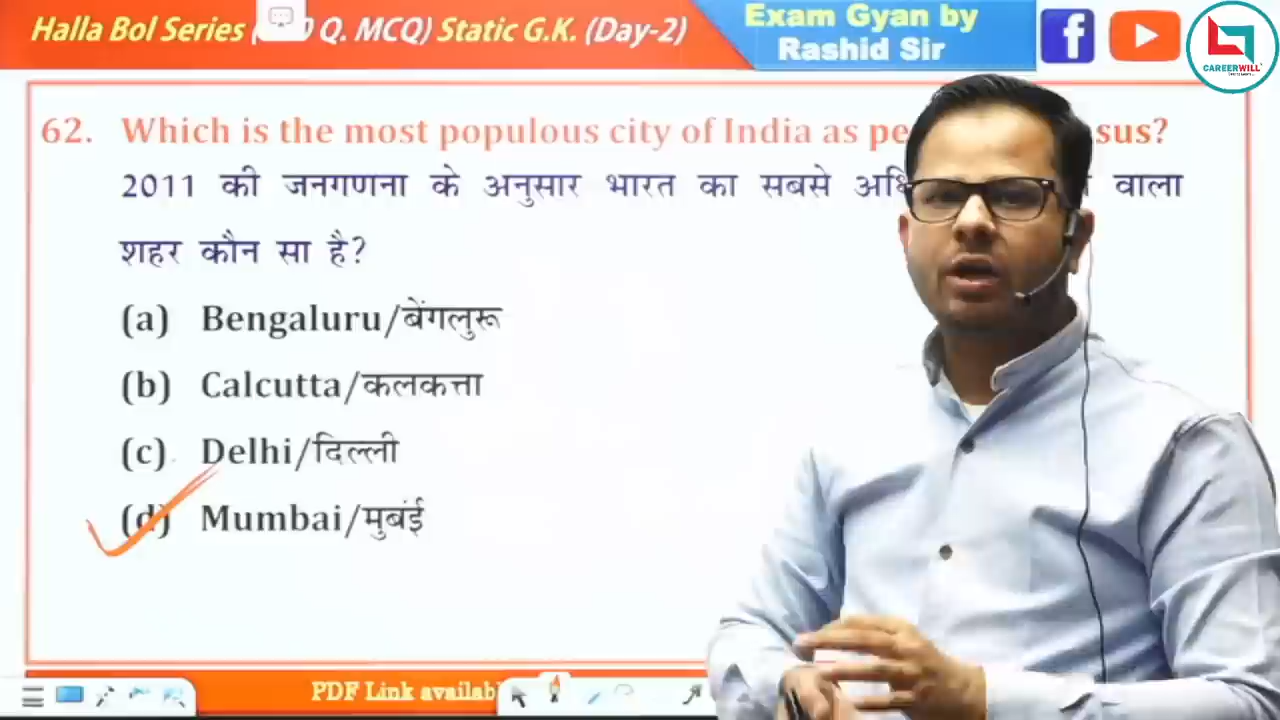 Halla Bol Series ( 0 Q. MCQ) Static G.K. (Day-2)
Exam Gyan by
Rashid Sir
CAREERWILL
62. Which is the most populous city of India as sus?
2011 की जनगणना के अनुसार भारत का सबसे वाला
शहर कौन सा है?
(a) Bengaluru/बेंगलुरू
(b) Calcutta/कलकत्ता
(c) Delhi/दिल्ली
(d) Mumbai/मुबंई
PDF Link